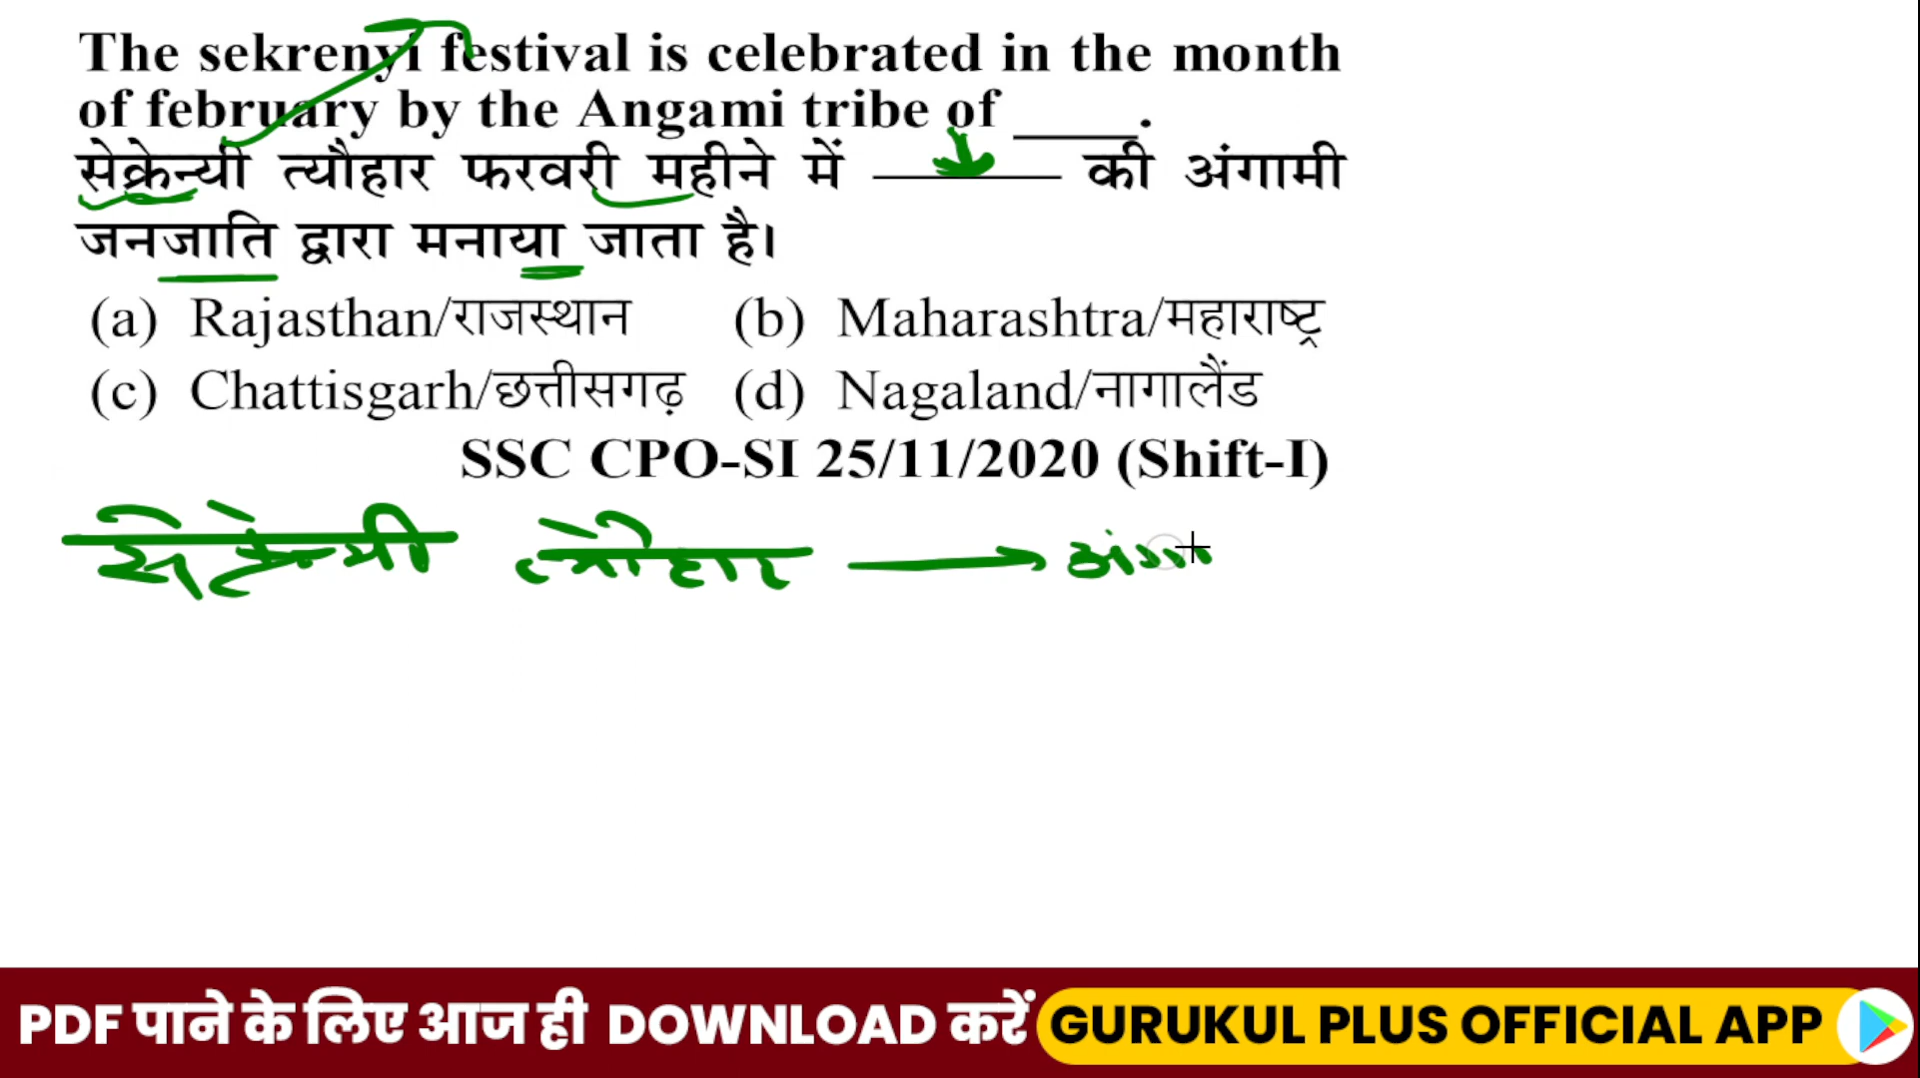 The sekrenyi festival is celebrated in the month
of february by the Angami tribe of _____.
सेक्रेन्यी त्यौहार फरवरी महीने में _______ की अंगामी
जनजाति द्वारा मनाया जाता है।
(a) Rajasthan/राजस्थान (b) Maharashtra/महाराष्ट्र
(c) Chattisgarh/छत्तीसगढ़ (d) Nagaland/नागालैंड
SSC CPO-SI 25/11/2020 (Shift-I)
सेक्रेन्यी त्यौहार
PDF पाने के लिए आज ही DOWNLOAD करें GURUKUL PLUS OFFICIAL APP